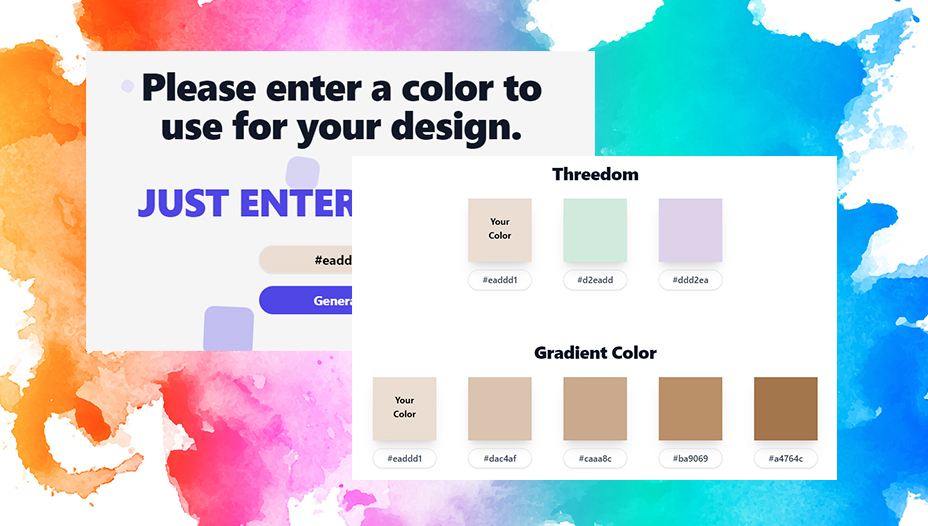 Please enter a color to
use for your design.
JUST ENTER
#eadd
Genera
Threedom
Your
Color
#eaddd1
#d2eadd
#ddd2ea
Gradient Color
Your
Color
#eaddd1
#dac4af
#caaa8c
#ba9069
#a4764c